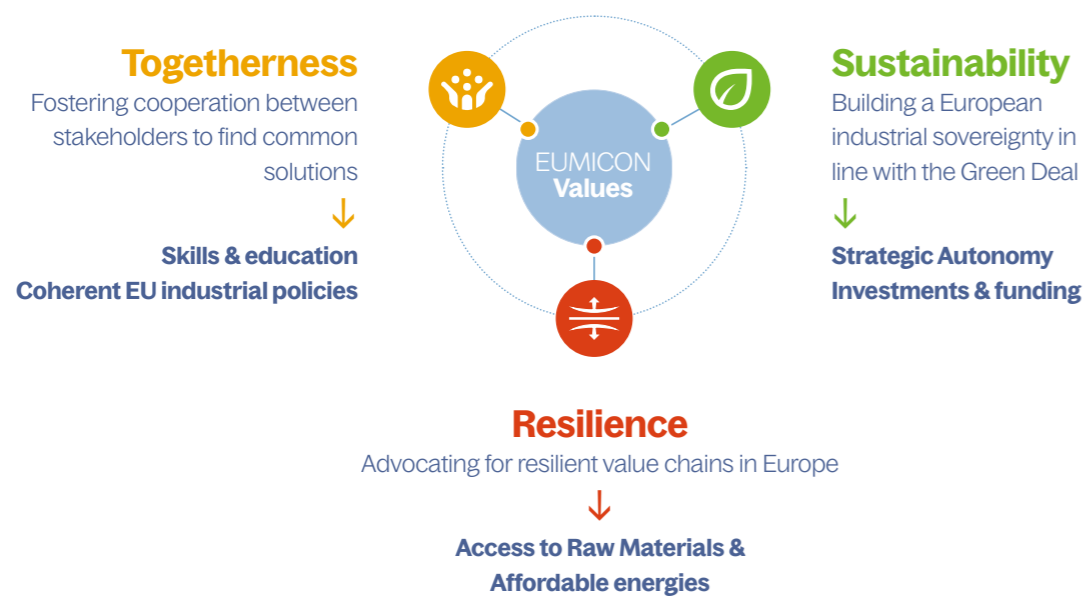 Togetherness
Fostering cooperation between
stakeholders to find common
solutions
Skills & education
Coherent EU industrial policies
EUMICON
Values
Sustainability
Building a European
industrial sovereignty in
line with the Green Deal
Strategic Autonomy
Investments & funding
Resilience
Advocating for resilient value chains in Europe
Access to Raw Materials &
Affordable energies